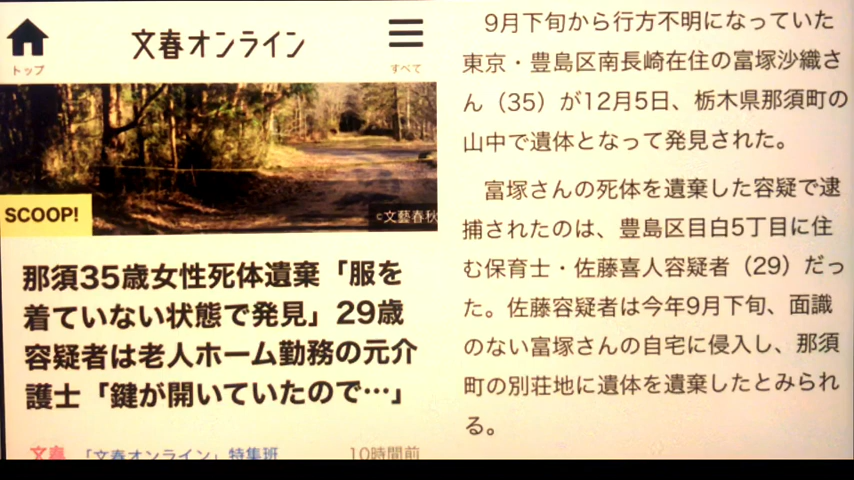 文春オンライン
トップ
すべて
SCOOP!
©文藝春秋
那須35歳女性死体遺棄「服を
着ていない状態で発見」29歳
容疑者は老人ホーム勤務の元介
護士「鍵が開いていたので…」
文春 「文春オンライン」特集班 10時間前
9月下旬から行方不明になっていた
東京・豊島区南長崎在住の富塚沙織さ
ん（35）が12月5日、栃木県那須町の
山中で遺体となって発見された。
富塚さんの死体を遺棄した容疑で逮
捕されたのは、豊島区目白5丁目に住
む保育士・佐藤喜人容疑者（29）だっ
た。佐藤容疑者は今年9月下旬、面識
のない富塚さんの自宅に侵入し、那須
町の別荘地に遺体を遺棄したとみられ
る。